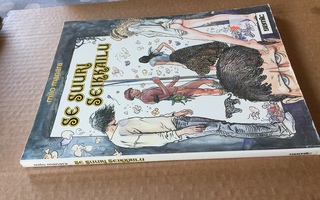 milo manara
SE SUURI
SEIKKAILU
milo manara
SE SUURI SEIKKAILU